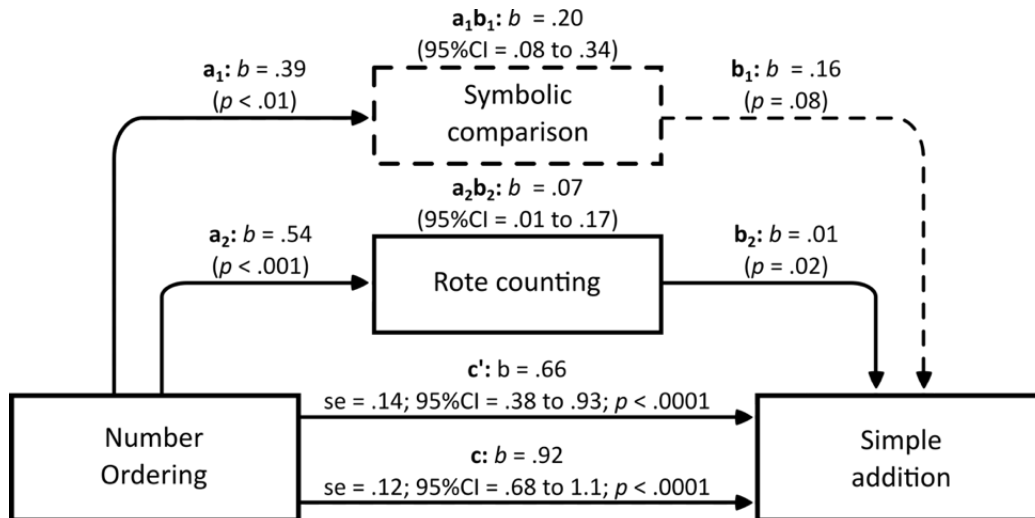 a₁b₁: b = .20
(95%CI = .08 to .34)
a₁: b = .39
(p < .01)
Symbolic
comparison
b₁: b = .16
(p = .08)
a₂b₂: b = .07
(95%CI = .01 to .17)
a₂: b = .54
(p < .001)
Rote counting
b₂: b = .01
(p = .02)
c': b = .66
se = .14; 95%CI = .38 to .93; p < .0001
Number
Ordering
c: b = .92
se = .12; 95%CI = .68 to 1.1; p < .0001
Simple
addition